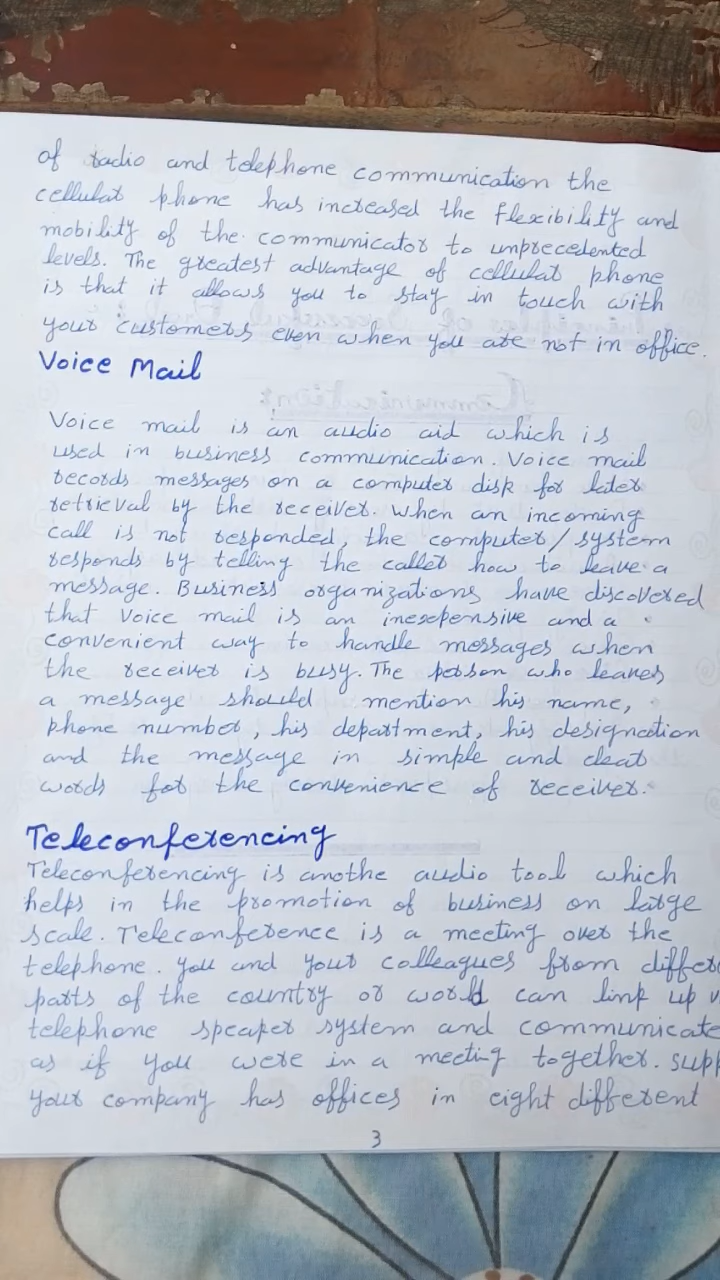 of radio and telephone communication the
cellular phone has increased the flexibility and
mobility of the communicator to unprecedented
levels. The greatest advantage of cellular phone
is that it allows you to stay in touch with
your customers even when you are not in office.
Voice Mail
Voice mail is an audio aid which is
used in business communication. Voice mail
records messages on a computer disk for later
retrieval by the receiver. When an incoming
call is not responded, the computer/system
responds by telling the caller how to leave a
message. Business organizations have discovered
that Voice mail is an inexpensive and a
convenient way to handle messages when
the receiver is busy. The person who leaves
a message should mention his name,
phone number, his department, his designation
and the message in simple and clear
words for the convenience of receiver.
Teleconferencing
Teleconferencing is anothe audio tool which
helps in the promotion of business on large
scale. Teleconference is a meeting over the
telephone. you and your colleagues from differ
parts of the country or world can link up
telephone speaper system and communicate
as if you were in a meeting together. supp
your company has offices in eight different
3